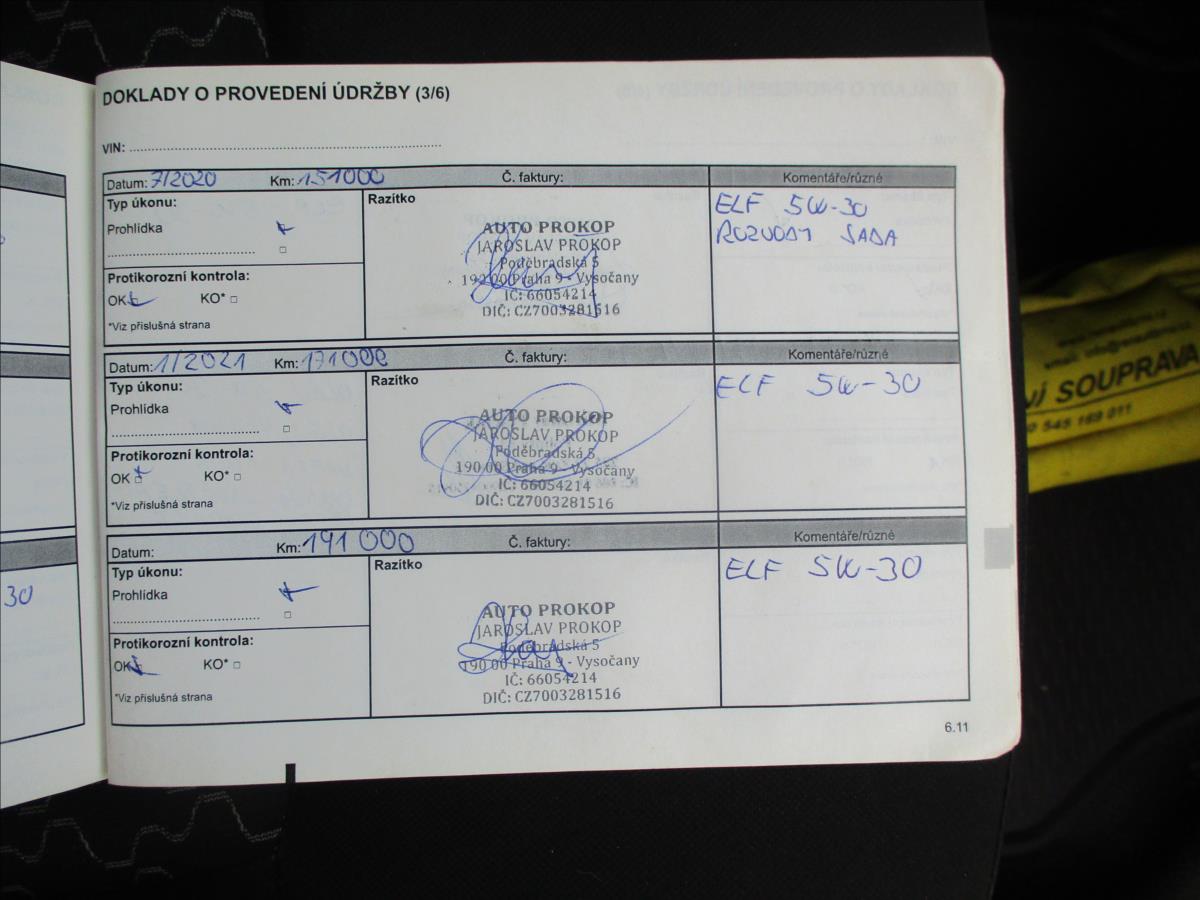 DOKLADY O PROVEDENÍ ÚDRŽBY (3/6)
VIN:
Datum: 7/2020 Km: 151000 Č. faktury: Komentáře/různé
Typ úkonu:
Prohlídka
Protikorozní kontrola:
OK KO*
*Viz příslušná strana
Razítko
AUTO PROKOP
JAROSLAV PROKOP
Poděbradská 5
190 00 Praha 9 - Vysočany
IČ: 66054214
DIČ: CZ7003281516
ELF 5W-30
ROZVODY SADA
Datum: 1/2021 Km: 171000 Č. faktury: Komentáře/různé
Typ úkonu:
Prohlídka
Protikorozní kontrola:
OK KO*
*Viz příslušná strana
Razítko
AUTO PROKOP
JAROSLAV PROKOP
Poděbradská 5
190 00 Praha 9 - Vysočany
IČ: 66054214
DIČ: CZ7003281516
ELF 5W-30
Datum: Km: 191 000 Č. faktury: Komentáře/různé
Typ úkonu:
Prohlídka
Protikorozní kontrola:
OK KO*
*Viz příslušná strana
Razítko
AUTO PROKOP
JAROSLAV PROKOP
Poděbradská 5
190 00 Praha 9 - Vysočany
IČ: 66054214
DIČ: CZ7003281516
ELF 5W-30
6.11
30
SOUPRAVA
545 169 011